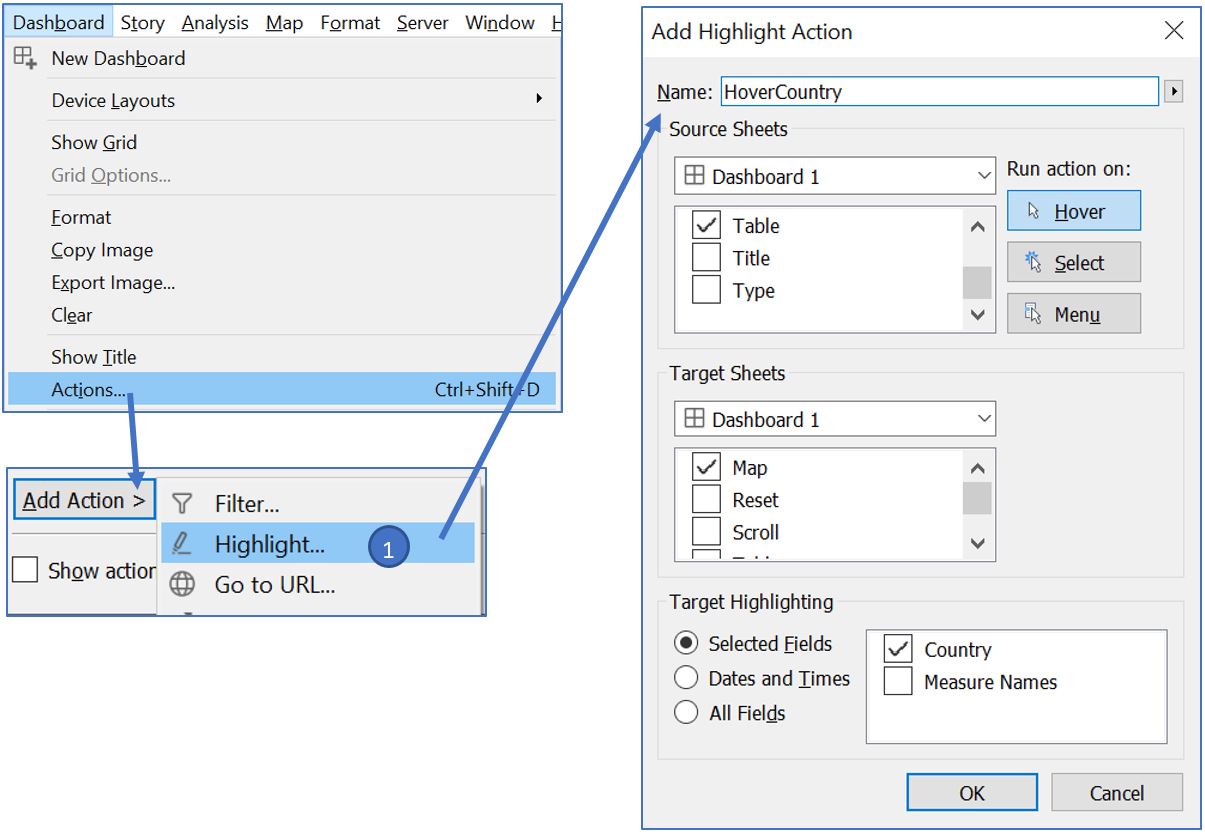 Dashboard Story Analysis Map Format Server Window H
New Dashboard
Device Layouts
Show Grid
Grid Options...
Format
Copy Image
Export Image...
Clear
Show Title
Actions... Ctrl+Shift+D
Add Action >
Filter...
Highlight... 1
Show action
Go to URL...
Add Highlight Action
Name: HoverCountry
Source Sheets
Dashboard 1
Table
Title
Type
Run action on:
Hover
Select
Menu
Target Sheets
Dashboard 1
Map
Reset
Scroll
Target Highlighting
Selected Fields
Dates and Times
All Fields
Country
Measure Names
OK Cancel